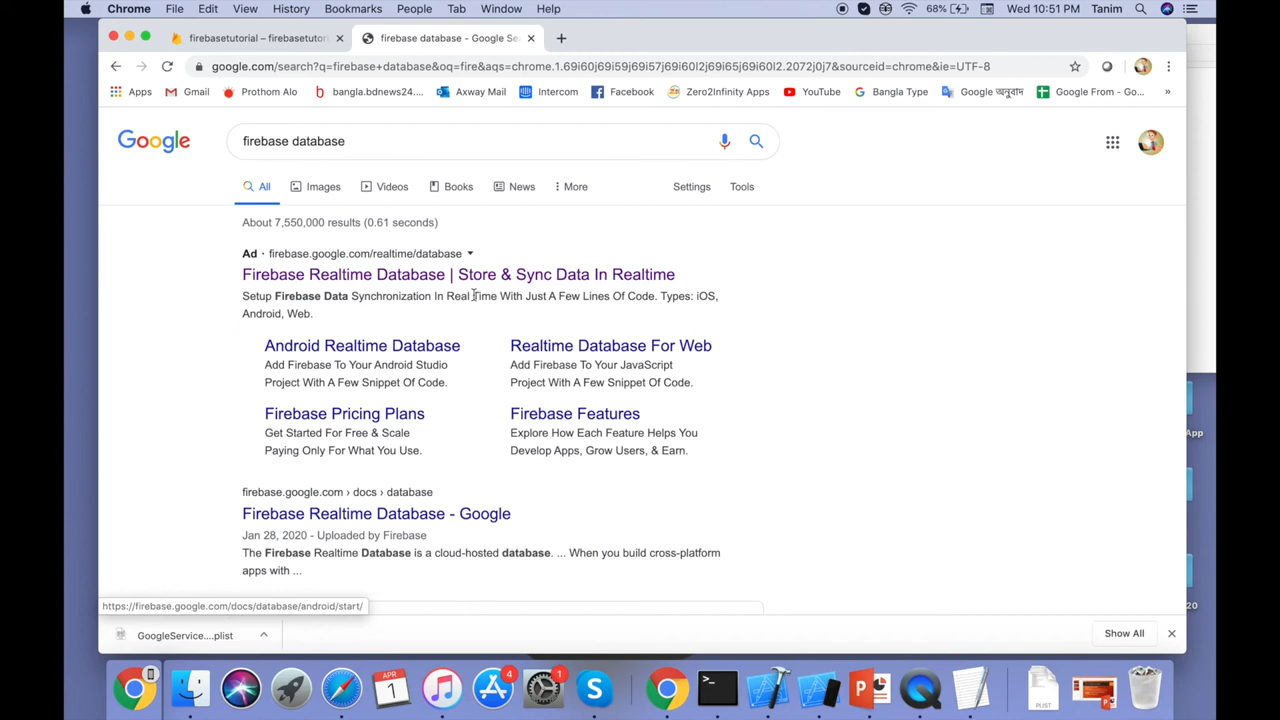 Chrome File Edit View History Bookmarks People Tab Window Help 68% Wed 10:51 PM Tanim
firebasetutorial – firebasetutori firebase database - Google Se
google.com/search?q=firebase+database&oq=fire&aqs=chrome.1.69i60j69i59j69i57j69i60l2j69i65j69i60l2.2072j0j7&sourceid=chrome&ie=UTF-8
Apps Gmail Prothom Alo bangla.bdnews24.... Axway Mail Intercom Facebook Zero2Infinity Apps YouTube Bangla Type Google অনুবাদ Google From - Go... »
Google firebase database
All Images Videos Books News More Settings Tools
About 7,550,000 results (0.61 seconds)
Ad · firebase.google.com/realtime/database
Firebase Realtime Database | Store & Sync Data In Realtime
Setup Firebase Data Synchronization In Real Time With Just A Few Lines Of Code. Types: iOS,
Android, Web.
Android Realtime Database
Add Firebase To Your Android Studio
Project With A Few Snippet Of Code.
Realtime Database For Web
Add Firebase To Your JavaScript
Project With A Few Snippet Of Code.
Firebase Pricing Plans
Get Started For Free & Scale
Paying Only For What You Use.
Firebase Features
Explore How Each Feature Helps You
Develop Apps, Grow Users, & Earn.
firebase.google.com › docs › database
Firebase Realtime Database - Google
Jan 28, 2020 - Uploaded by Firebase
The Firebase Realtime Database is a cloud-hosted database. ... When you build cross-platform
apps with ...
https://firebase.google.com/docs/database/android/start/
GoogleService....plist Show All
App
20
APR
1
4
1
PLIST